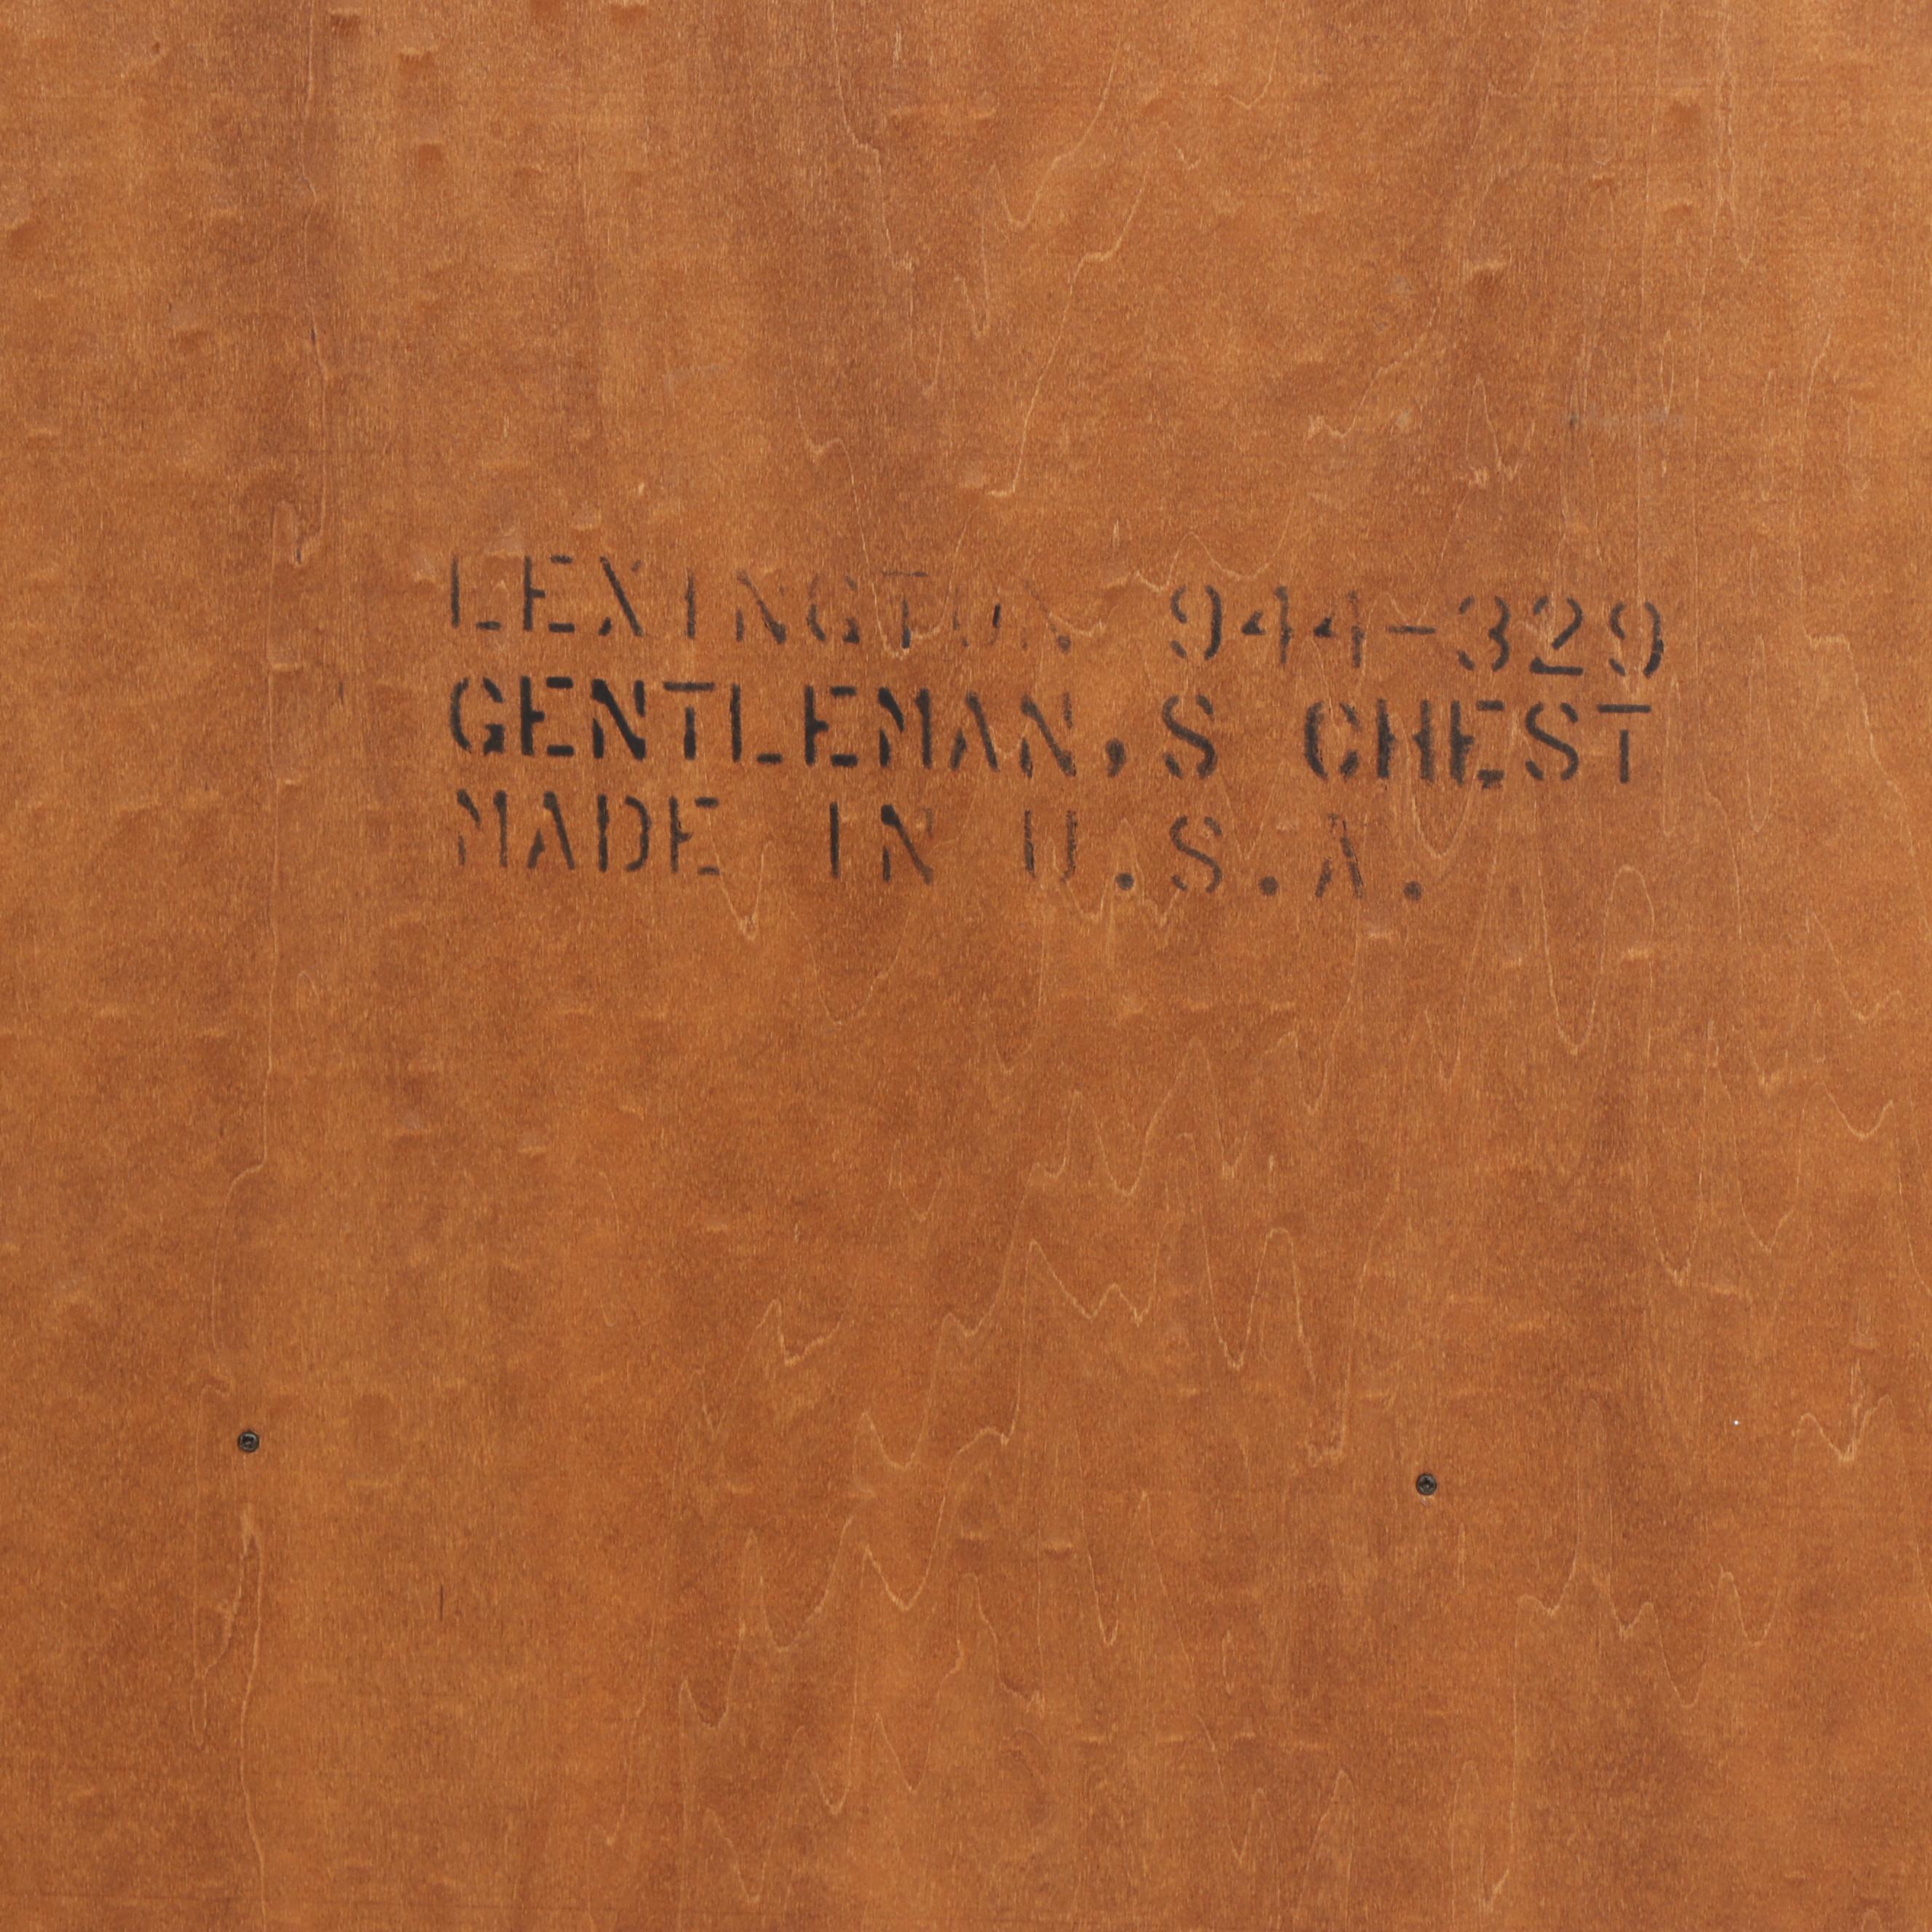 LEXINGTON 944-329
GENTLEMAN,S CHEST
MADE IN U.S.A.